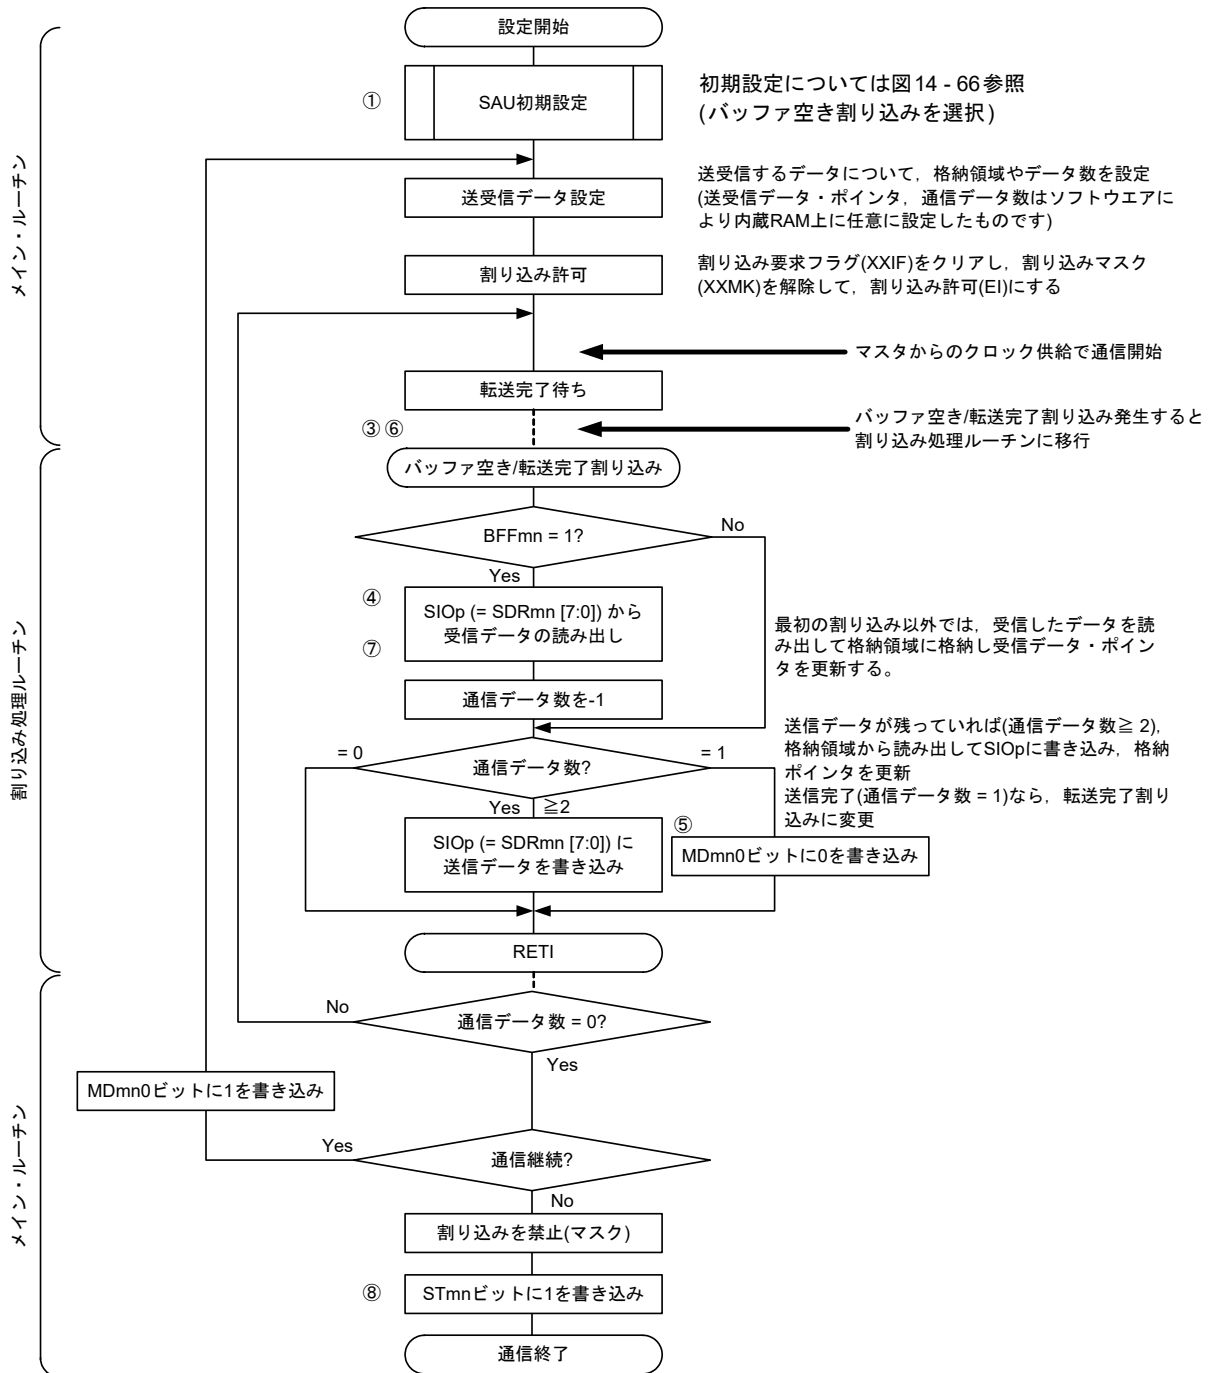 設定開始
①
SAU初期設定
初期設定については図14 - 66参照
(バッファ空き割り込みを選択)
メイン・ルーチン
送受信データ設定
送受信するデータについて，格納領域やデータ数を設定
(送受信データ・ポインタ，通信データ数はソフトウエアに
より内蔵RAM上に任意に設定したものです)
割り込み許可
割り込み要求フラグ(XXIF)をクリアし，割り込みマスク
(XXMK)を解除して，割り込み許可(EI)にする
マスタからのクロック供給で通信開始
転送完了待ち
③⑥
バッファ空き/転送完了割り込み発生すると
割り込み処理ルーチンに移行
バッファ空き/転送完了割り込み
BFFmn = 1?
No
Yes
④
SIOp (= SDRmn [7:0]) から
受信データの読み出し
⑦
最初の割り込み以外では，受信したデータを読
み出して格納領域に格納し受信データ・ポイン
タを更新する。
割り込み処理ルーチン
通信データ数を-1
送信データが残っていれば(通信データ数≧ 2)，
格納領域から読み出してSIOpに書き込み，格納
ポインタを更新
送信完了(通信データ数 = 1)なら，転送完了割り
込みに変更
= 0
通信データ数?
= 1
Yes
≧2
SIOp (= SDRmn [7:0]) に
送信データを書き込み
⑤
MDmn0ビットに0を書き込み
RETI
No
通信データ数 = 0?
Yes
MDmn0ビットに1を書き込み
メイン・ルーチン
Yes
通信継続?
No
割り込みを禁止(マスク)
⑧
STmnビットに1を書き込み
通信終了